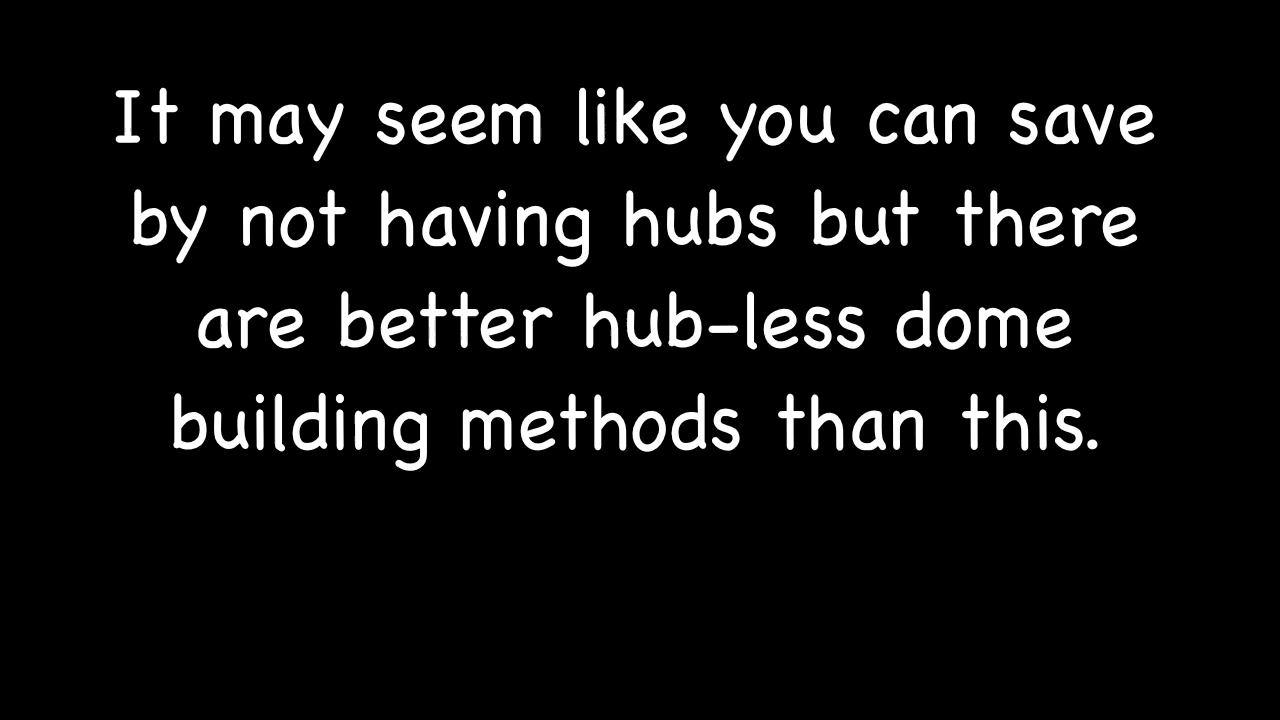 It may seem like you can save
by not having hubs but there
are better hub-less dome
building methods than this.